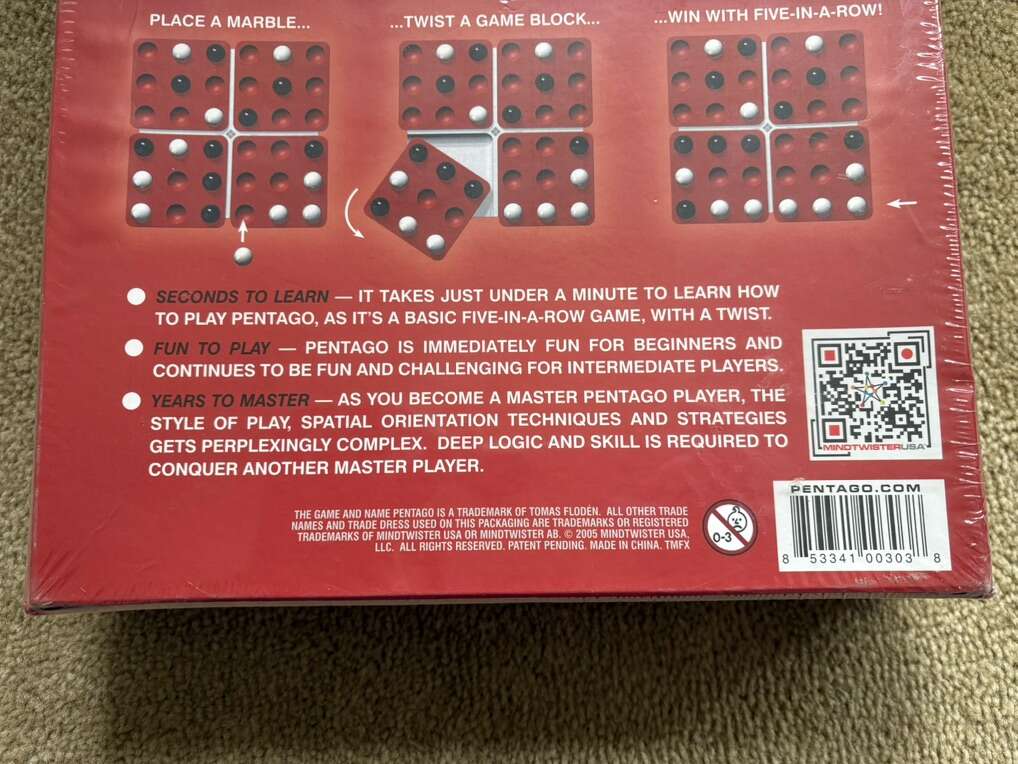 PLACE A MARBLE...
...TWIST A GAME BLOCK...
...WIN WITH FIVE-IN-A-ROW!
SECONDS TO LEARN — IT TAKES JUST UNDER A MINUTE TO LEARN HOW
TO PLAY PENTAGO, AS IT'S A BASIC FIVE-IN-A-ROW GAME, WITH A TWIST.
FUN TO PLAY — PENTAGO IS IMMEDIATELY FUN FOR BEGINNERS AND
CONTINUES TO BE FUN AND CHALLENGING FOR INTERMEDIATE PLAYERS.
YEARS TO MASTER — AS YOU BECOME A MASTER PENTAGO PLAYER, THE
STYLE OF PLAY, SPATIAL ORIENTATION TECHNIQUES AND STRATEGIES
GETS PERPLEXINGLY COMPLEX. DEEP LOGIC AND SKILL IS REQUIRED TO
CONQUER ANOTHER MASTER PLAYER.
MINDTWISTERUSA
THE GAME AND NAME PENTAGO IS A TRADEMARK OF TOMAS FLODÉN. ALL OTHER TRADE
NAMES AND TRADE DRESS USED ON THIS PACKAGING ARE TRADEMARKS OR REGISTERED
TRADEMARKS OF MINDTWISTER USA OR MINDTWISTER AB. © 2005 MINDTWISTER USA,
LLC. ALL RIGHTS RESERVED. PATENT PENDING. MADE IN CHINA. TMFX
0-3
PENTAGO.COM
8 53341 00303 8